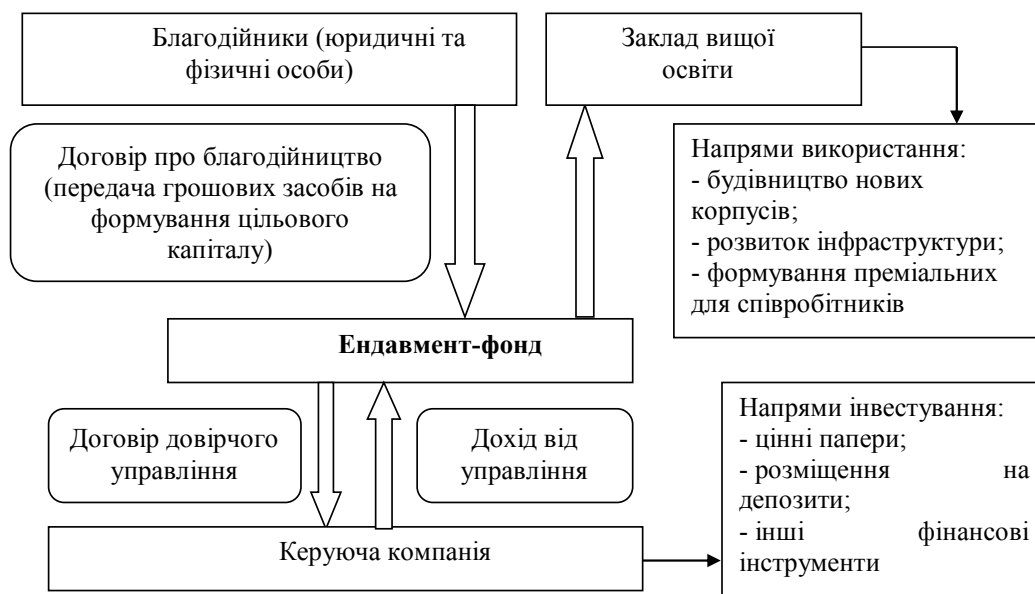 Благодійники (юридичні та
фізичні особи)
Заклад вищої
освіти
Договір про благодійництво
(передача грошових засобів на
формування цільового
капіталу)
Напрями використання:
- будівництво нових
корпусів;
- розвиток інфраструктури;
- формування преміальних
для співробітників
Ендавмент-фонд
Договір довірчого
управління
Дохід від
управління
Напрями інвестування:
- цінні папери;
- розміщення на
депозити;
- інші фінансові
інструменти
Керуюча компанія